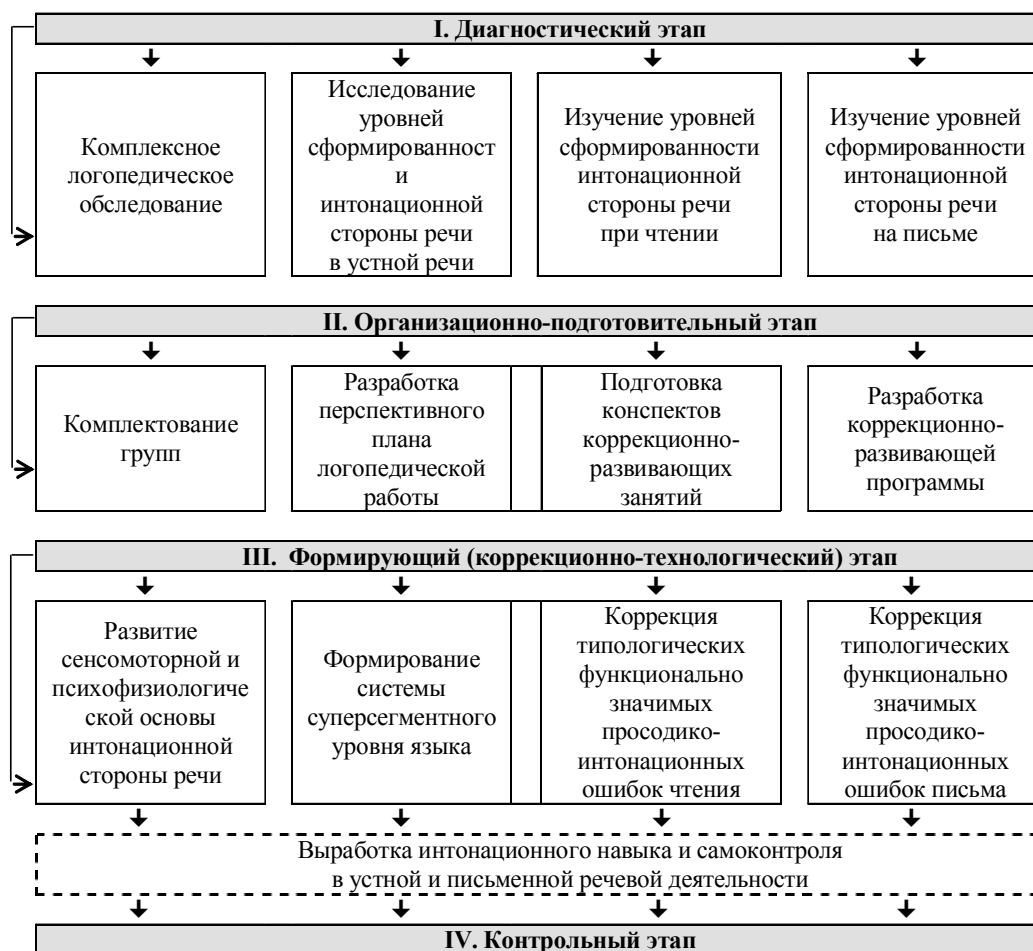 I. Диагностический этап
Комплексное
логопедическое
обследование
Исследование
уровней
сформированност
и
интонационной
стороны речи
в устной речи
Изучение уровней
сформированности
интонационной
стороны речи
при чтении
Изучение уровней
сформированности
интонационной
стороны речи
на письме
II. Организационно-подготовительный этап
Комплектование
групп
Разработка
перспективного
плана
логопедической
работы
Подготовка
конспектов
коррекционно-
развивающих
занятий
Разработка
коррекционно-
развивающей
программы
III. Формирующий (коррекционно-технологический) этап
Развитие
сенсомоторной и
психофизиологиче
ской основы
интонационной
стороны речи
Формирование
системы
суперсегментного
уровня языка
Коррекция
типологических
функционально
значимых
просодико-
интонационных
ошибок чтения
Коррекция
типологических
функционально
значимых
просодико-
интонационных
ошибок письма
Выработка интонационного навыка и самоконтроля
в устной и письменной речевой деятельности
IV. Контрольный этап